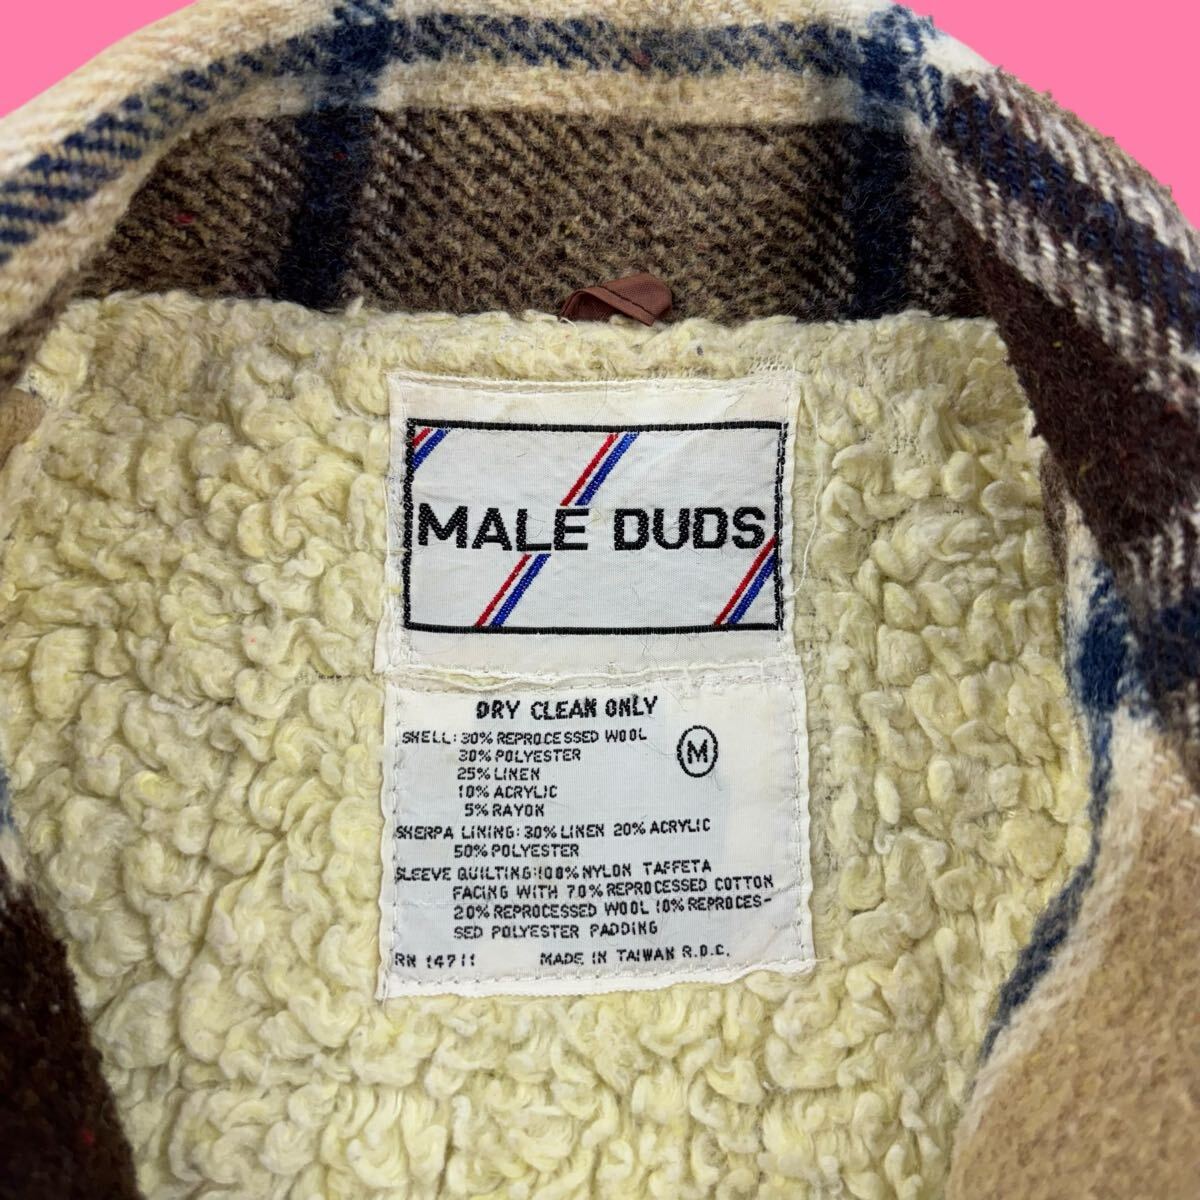 MALE DUDS
DRY CLEAN ONLY
SHELL: 30% REPROCESSED WOOL
30% POLYESTER
25% LINEN
10% ACRYLIC
5% RAYON
M
SHERPA LINING: 30% LINEN 20% ACRYLIC
50% POLYESTER
SLEEVE QUILTING: 100% NYLON TAFFETA
FACING WITH 70% REPROCESSED COTTON
20% REPROCESSED WOOL 10% REPROCES-
SED POLYESTER PADDING
RN 14711 MADE IN TAIWAN R.O.C.